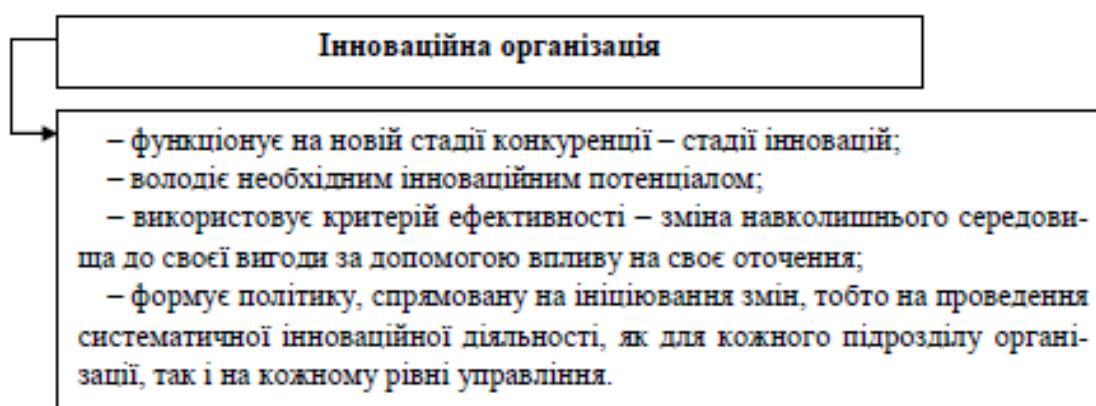 Інноваційна організація
– функціонує на новій стадії конкуренції – стадії інновацій;
– володіє необхідним інноваційним потенціалом;
– використовує критерій ефективності – зміна навколишнього середови-
ща до своєї вигоди за допомогою впливу на своє оточення;
– формує політику, спрямовану на ініціювання змін, тобто на проведення
систематичної інноваційної діяльності, як для кожного підрозділу органі-
зації, так і на кожному рівні управління.